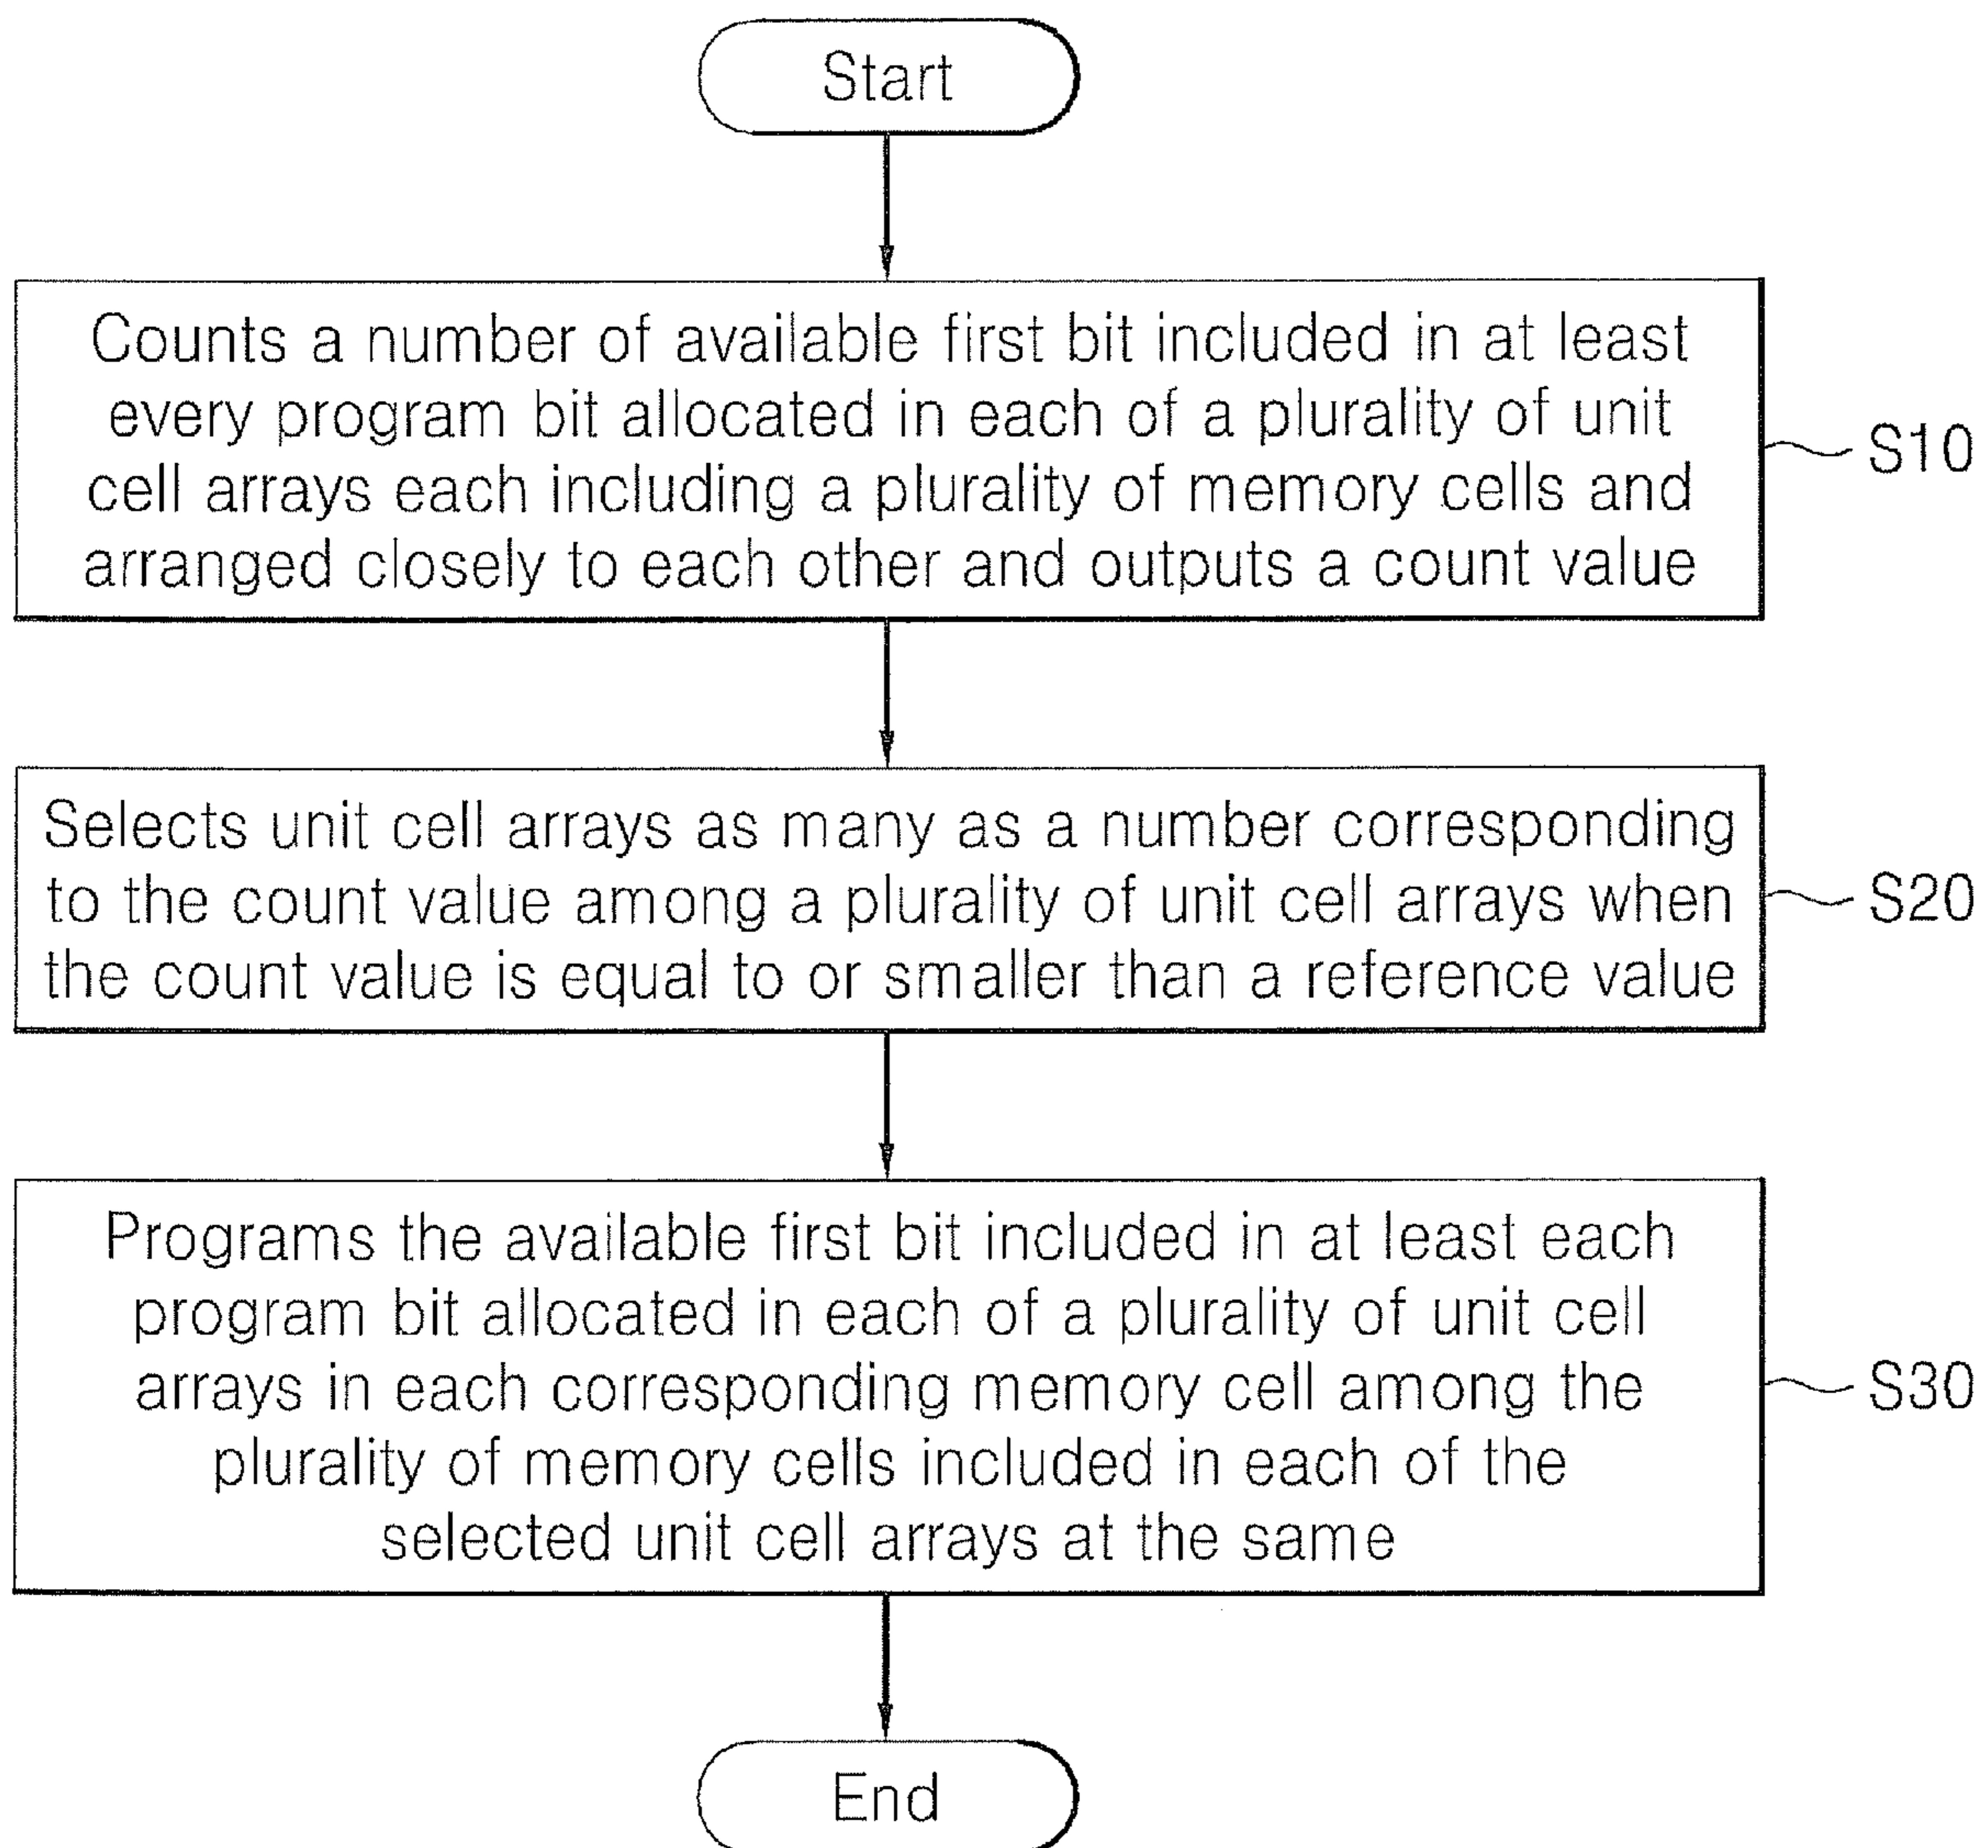 Start
Counts a number of available first bit included in at least
every program bit allocated in each of a plurality of unit
cell arrays each including a plurality of memory cells and
arranged closely to each other and outputs a count value
S10
Selects unit cell arrays as many as a number corresponding
to the count value among a plurality of unit cell arrays when
the count value is equal to or smaller than a reference value
S20
Programs the available first bit included in at least each
program bit allocated in each of a plurality of unit cell
arrays in each corresponding memory cell among the
plurality of memory cells included in each of the
selected unit cell arrays at the same
S30
End